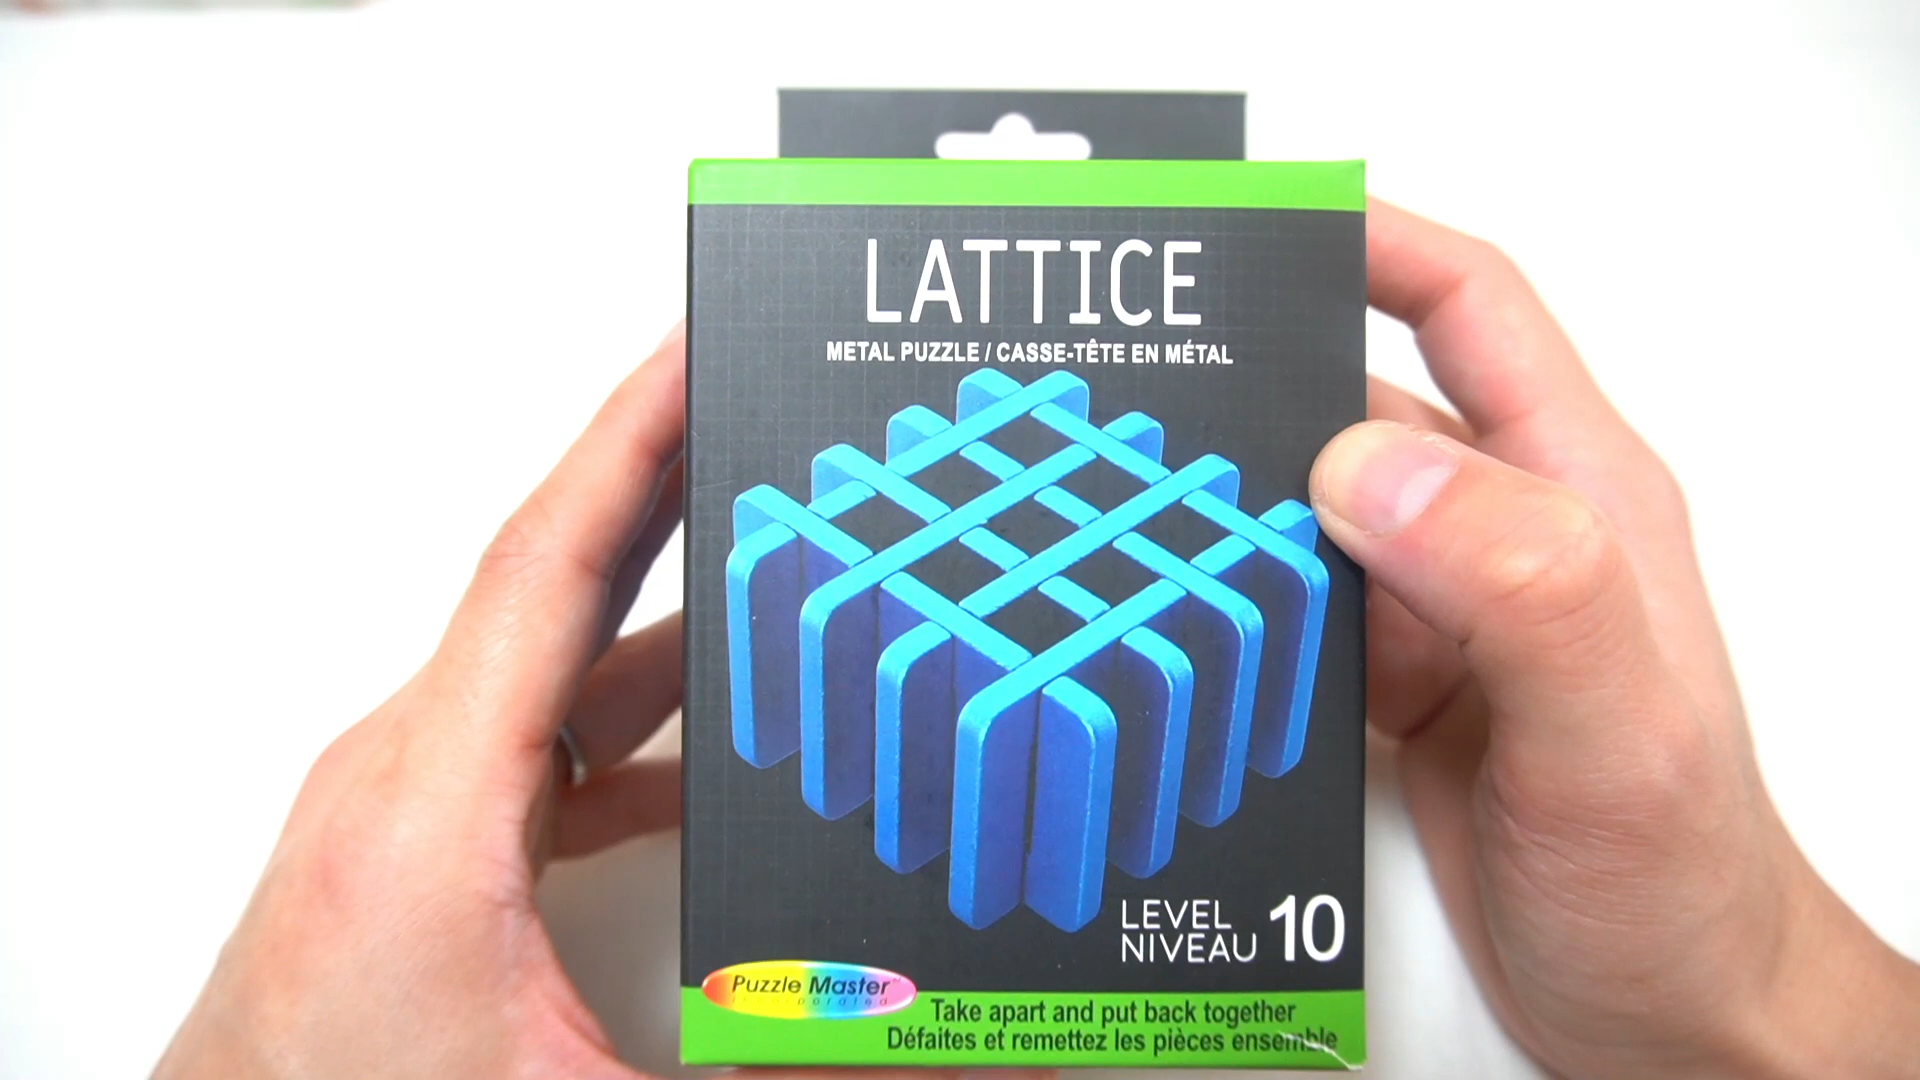 LATTICE
METAL PUZZLE / CASSE-TÊTE EN MÉTAL
LEVEL 10
NIVEAU
Puzzle Master
Incorporated
Take apart and put back together
Défaites et remettez les pièces ensemble